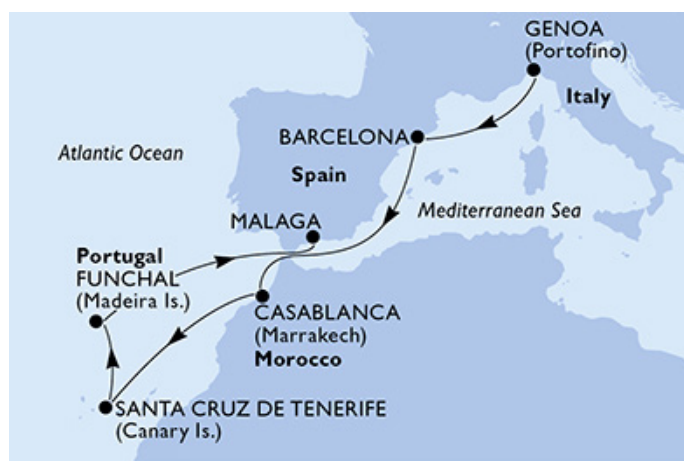 GENOA
(Portofino)
Italy
BARCELONA
Atlantic Ocean
Spain
Mediterranean Sea
MALAGA
Portugal
FUNCHAL
(Madeira Is.)
CASABLANCA
(Marrakech)
Morocco
SANTA CRUZ DE TENERIFE
(Canary Is.)